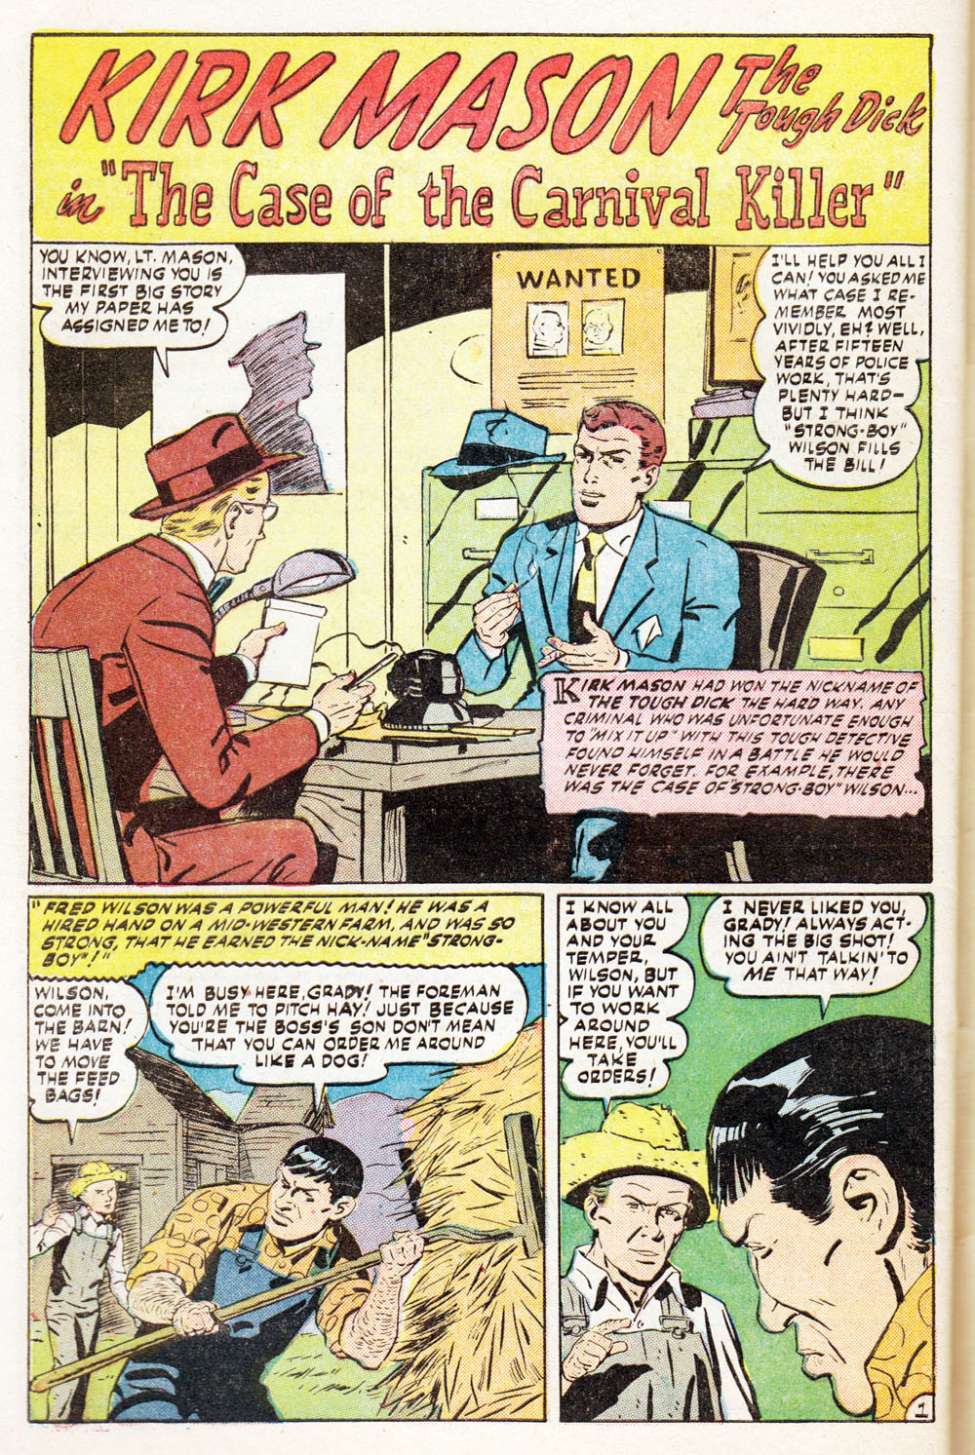 KIRK MASON The
Tough Dick
in "The Case of the Carnival Killer"
YOU KNOW, LT. MASON,
INTERVIEWING YOU IS
THE FIRST BIG STORY
MY PAPER HAS
ASSIGNED ME TO!
WANTED
I'LL HELP YOU ALL I
CAN! YOU ASKED ME
WHAT CASE I RE-
MEMBER MOST
VIVIDLY, EH? WELL,
AFTER FIFTEEN
YEARS OF POLICE
WORK, THAT'S
PLENTY HARD—
BUT I THINK
"STRONG-BOY"
WILSON FILLS
THE BILL!
KIRK MASON HAD WON THE NICKNAME OF
THE TOUGH DICK THE HARD WAY. ANY
CRIMINAL WHO WAS UNFORTUNATE ENOUGH
TO "MIX IT UP" WITH THIS TOUGH DETECTIVE
FOUND HIMSELF IN A BATTLE HE WOULD
NEVER FORGET. FOR EXAMPLE, THERE
WAS THE CASE OF "STRONG-BOY" WILSON...
"FRED WILSON WAS A POWERFUL MAN! HE WAS A
HIRED HAND ON A MID-WESTERN FARM, AND WAS SO
STRONG, THAT HE EARNED THE NICK-NAME "STRONG-
BOY"!"
WILSON,
COME INTO
THE BARN!
WE HAVE
TO MOVE
THE FEED
BAGS!
I'M BUSY HERE, GRADY! THE FOREMAN
TOLD ME TO PITCH HAY! JUST BECAUSE
YOU'RE THE BOSS'S SON DON'T MEAN
THAT YOU CAN ORDER ME AROUND
LIKE A DOG!
I KNOW ALL
ABOUT YOU
AND YOUR
TEMPER,
WILSON, BUT
IF YOU WANT
TO WORK
AROUND
HERE, YOU'LL
TAKE
ORDERS!
I NEVER LIKED YOU,
GRADY! ALWAYS ACT-
ING THE BIG SHOT!
YOU AIN'T TALKIN' TO
ME THAT WAY!
1